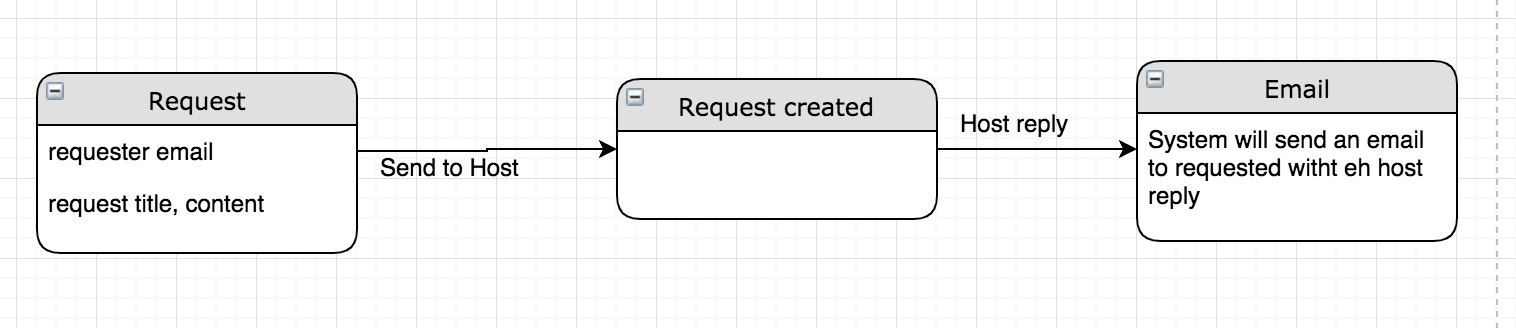 Request
requester email
request title, content
Send to Host
Request created
Host reply
Email
System will send an email
to requested witht eh host
reply